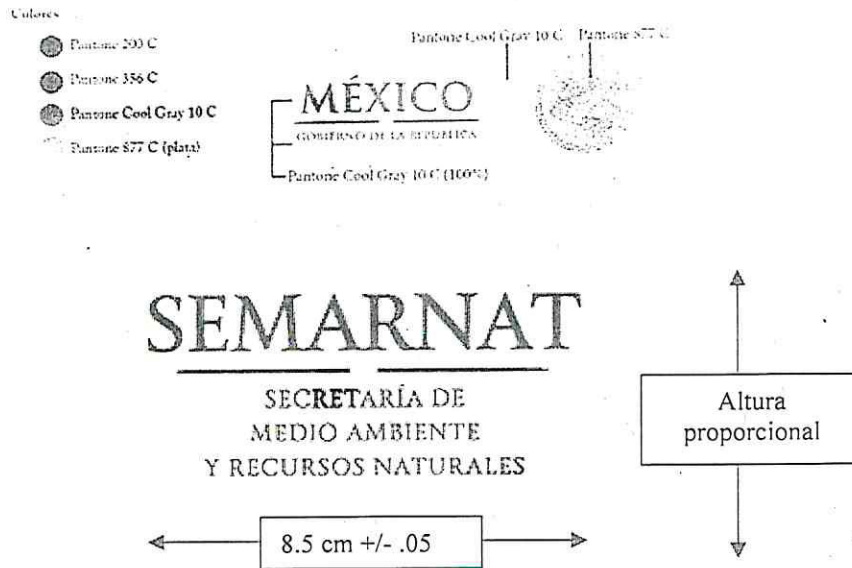 Colores
Pantone 200 C
Pantone 356 C
Pantone Cool Gray 10 C
Pantone 877 C (plata)
Pantone Cool Gray 10 C
Pantone 877 C
MÉXICO
GOBIERNO DE LA REPÚBLICA
Pantone Cool Gray 10 C (100%)
SEMARNAT
SECRETARÍA DE
MEDIO AMBIENTE
Y RECURSOS NATURALES
Altura
proporcional
8.5 cm +/- .05